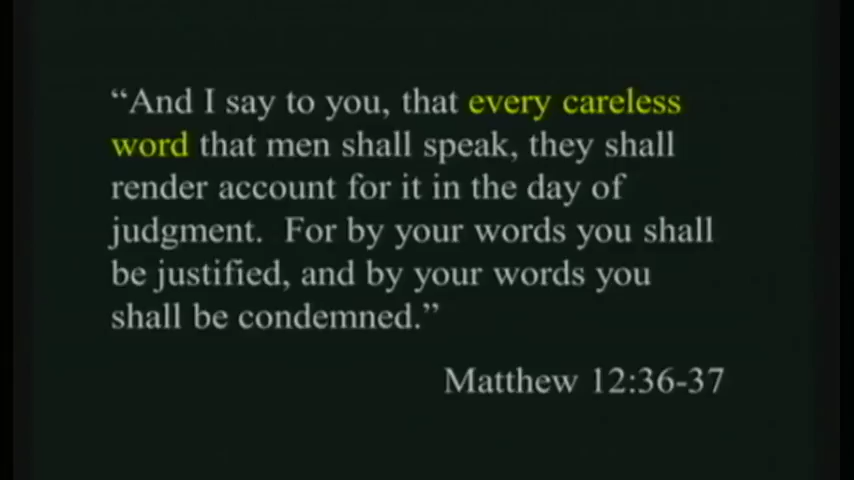 “And I say to you, that every careless
word that men shall speak, they shall
render account for it in the day of
judgment.  For by your words you shall
be justified, and by your words you
shall be condemned.”
Matthew 12:36-37